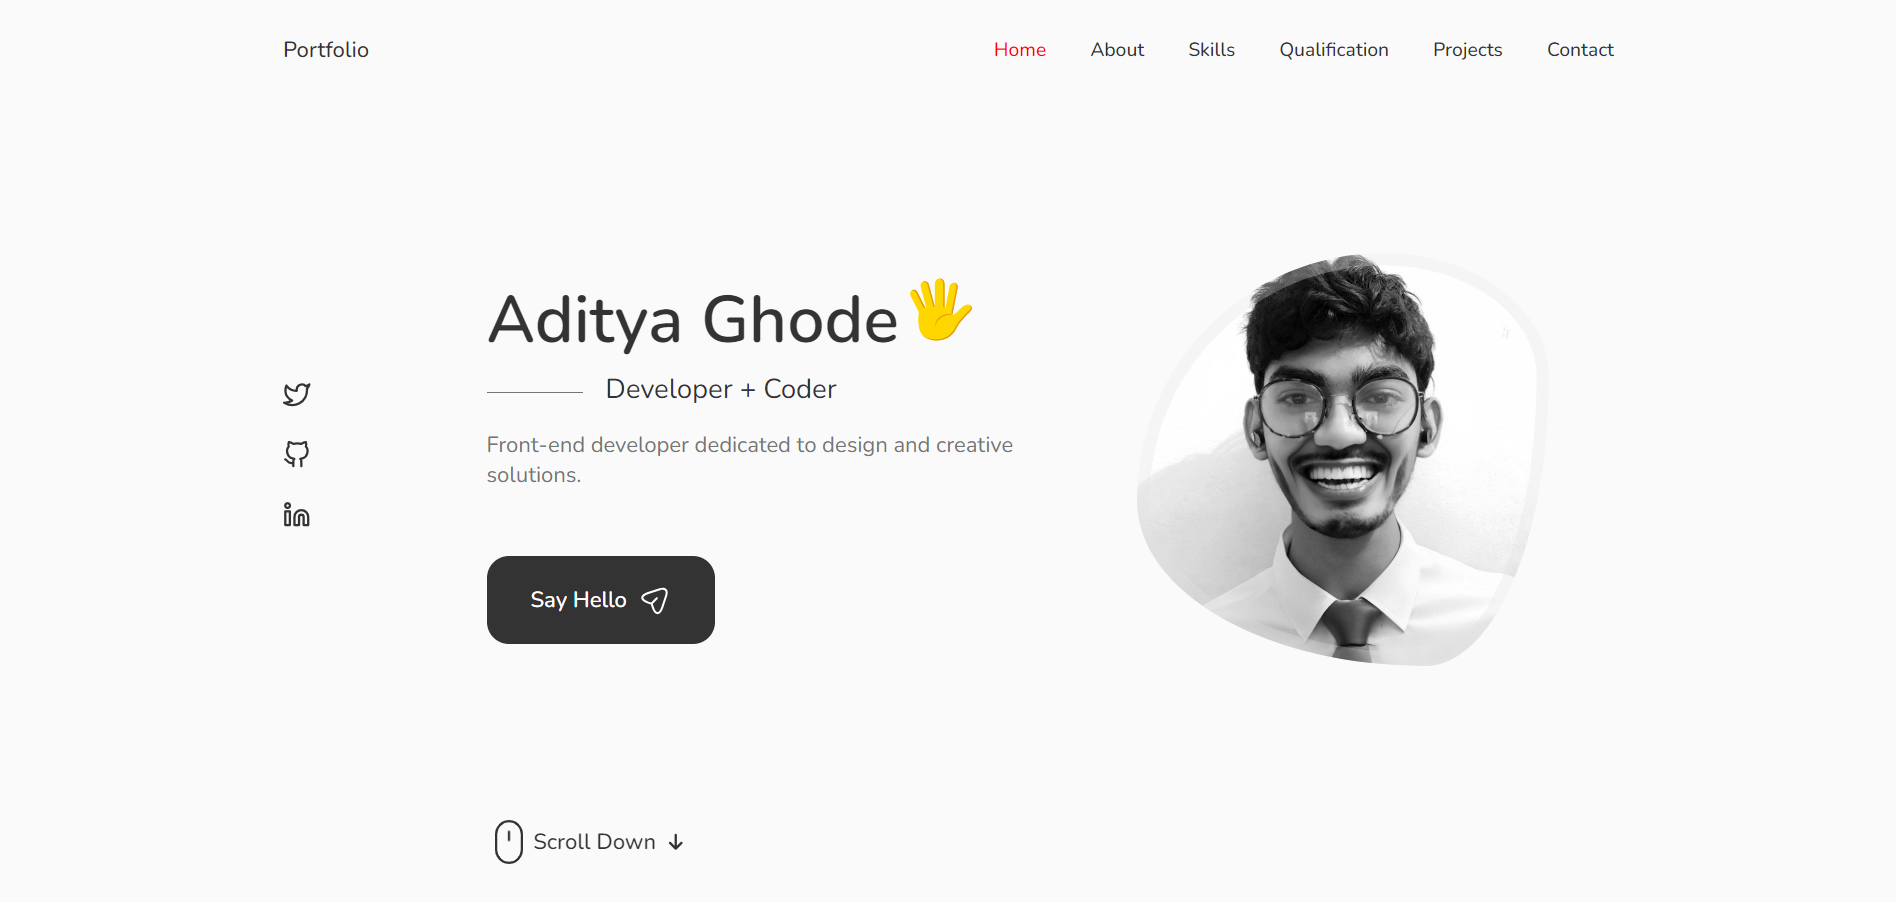 Portfolio
Home About Skills Qualification Projects Contact
Aditya Ghode
Developer + Coder
Front-end developer dedicated to design and creative
solutions.
Say Hello
Scroll Down